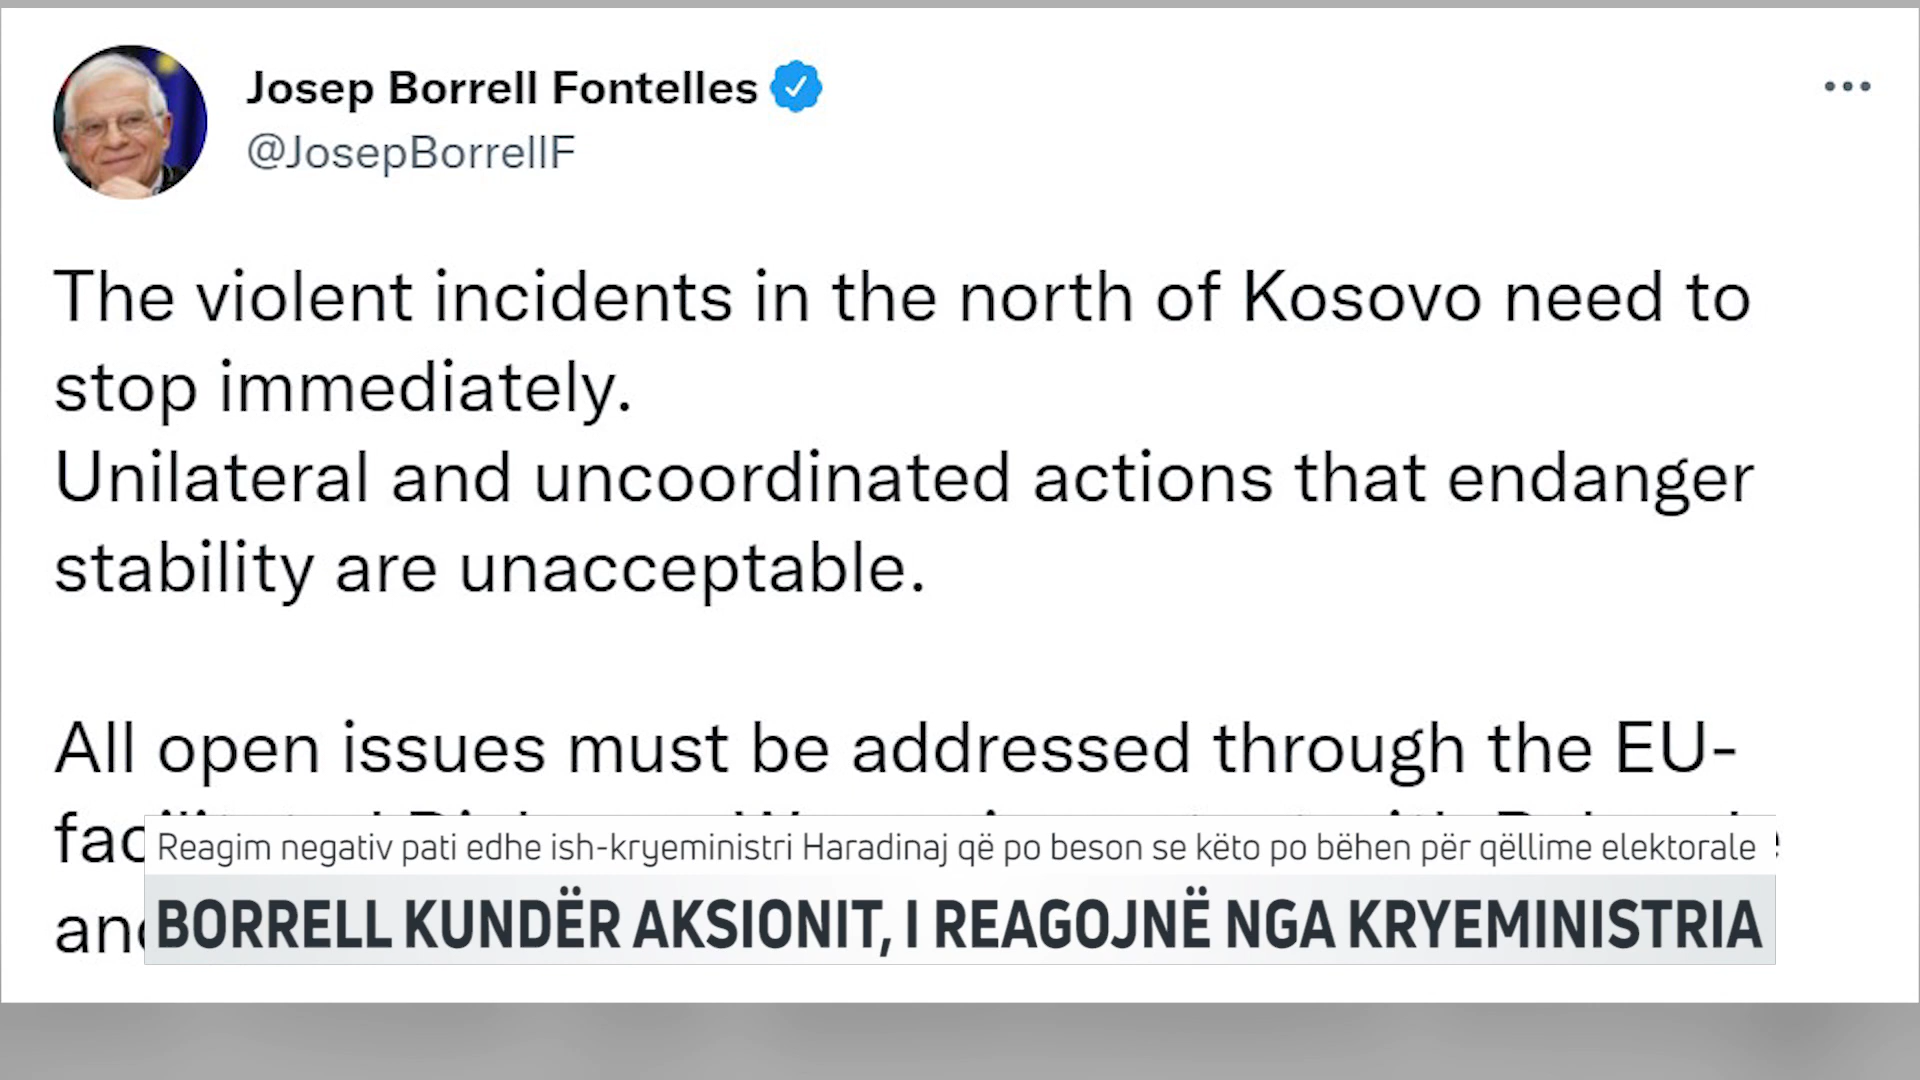 Josep Borrell Fontelles
@JosepBorrellF
The violent incidents in the north of Kosovo need to
stop immediately.
Unilateral and uncoordinated actions that endanger
stability are unacceptable.
All open issues must be addressed through the EU-
Reagim negativ pati edhe ish-kryeministri Haradinaj që po beson se këto po bëhen për qëllime elektorale
BORRELL KUNDËR AKSIONIT, I REAGOJNË NGA KRYEMINISTRIA